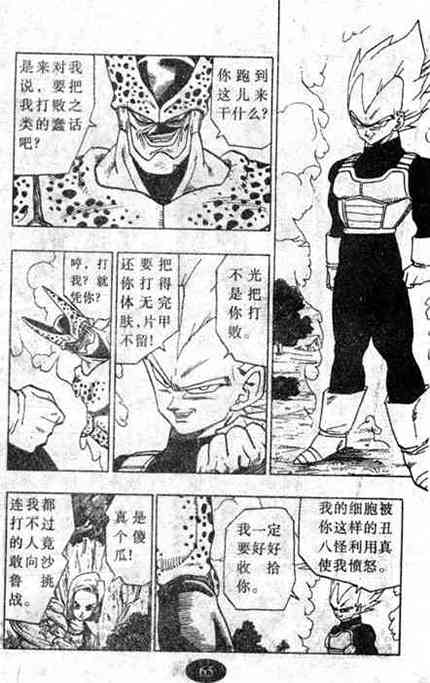 你跑到
这儿来
干什么?
是来对我
说,要把
我打败之
类的蠢话
吧?
不光
是把
你打
败。
还要把
你打得
体无完
肤,片甲
不留!
哼,打
我?就
凭你?
我的细胞被
你这样的丑
八怪利用真
使我愤怒。
我一定
要好好
收拾
你。
真是
个傻
瓜!
连我都
打不过
的人竟
敢向沙
鲁挑
战。
65